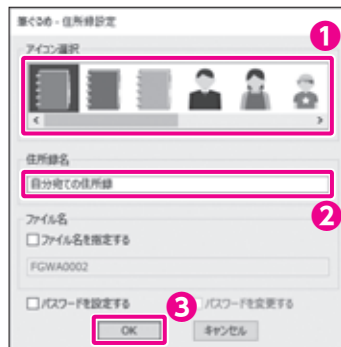 筆ぐるめ - 住所録設定
アイコン選択
1
住所録名
自分宛ての住所録
2
ファイル名
ファイル名を指定する
FGWA0002
パスワードを設定する
3
パスワードを変更する
OK
キャンセル